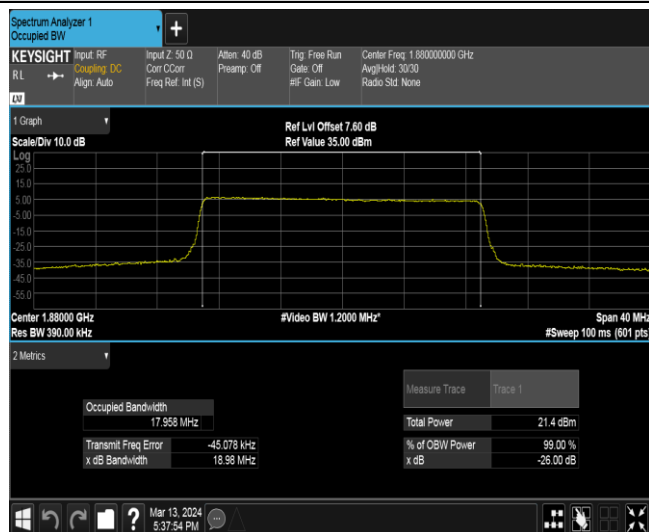 Spectrum Analyzer 1
Occupied BW
+
KEYSIGHT Input: RF Input Z: 50 Ω Atten: 40 dB Trig: Free Run Center Freq: 1.880000000 GHz
RL Coupling: DC Corr CCorr Preamp: Off Gate: Off Avg|Hold: 30/30
Align: Auto Freq Ref: Int (S) #IF Gain: Low Radio Std: None
LXI
1 Graph Ref Lvl Offset 7.60 dB
Scale/Div 10.0 dB Ref Value 35.00 dBm
Log
25.0
15.0
5.00
-5.00
-15.0
-25.0
-35.0
-45.0
-55.0
Center 1.88000 GHz #Video BW 1.2000 MHz* Span 40 MHz
Res BW 390.00 kHz #Sweep 100 ms (601 pts)
2 Metrics
Measure Trace Trace 1
Occupied Bandwidth
17.958 MHz Total Power 21.4 dBm
Transmit Freq Error -45.078 kHz % of OBW Power 99.00 %
x dB Bandwidth 18.98 MHz x dB -26.00 dB
? Mar 13, 2024
5:37:54 PM